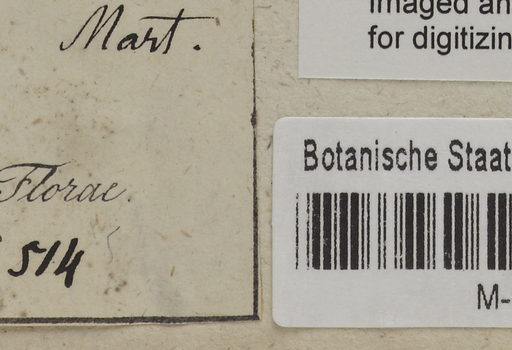 Mart.
Florae.
514
Imaged an
for digitizin
Botanische Staat
M-